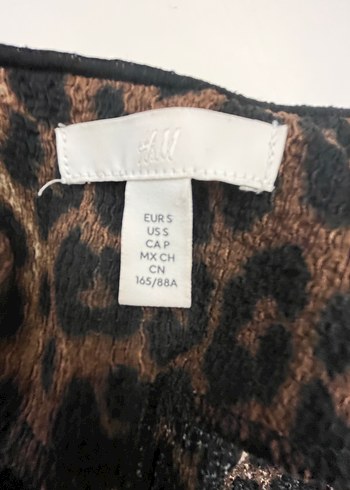 H&M
EUR S
US S
CA P
MX CH
CN
165/88A